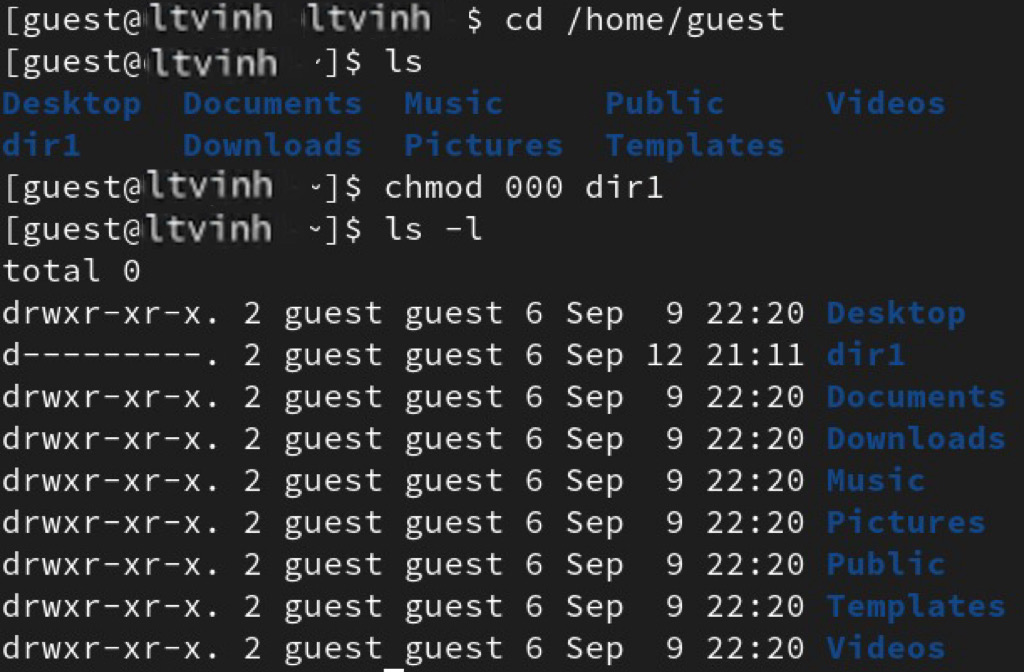 [guest@ltvinh ltvinh $ cd /home/guest
[guest@ltvinh ~]$ ls
Desktop Documents Music Public Videos
dir1 Downloads Pictures Templates
[guest@ltvinh ~]$ chmod 000 dir1
[guest@ltvinh ~]$ ls -l
total 0
drwxr-xr-x. 2 guest guest 6 Sep 9 22:20 Desktop
d---------. 2 guest guest 6 Sep 12 21:11 dir1
drwxr-xr-x. 2 guest guest 6 Sep 9 22:20 Documents
drwxr-xr-x. 2 guest guest 6 Sep 9 22:20 Downloads
drwxr-xr-x. 2 guest guest 6 Sep 9 22:20 Music
drwxr-xr-x. 2 guest guest 6 Sep 9 22:20 Pictures
drwxr-xr-x. 2 guest guest 6 Sep 9 22:20 Public
drwxr-xr-x. 2 guest guest 6 Sep 9 22:20 Templates
drwxr-xr-x. 2 guest guest 6 Sep 9 22:20 Videos